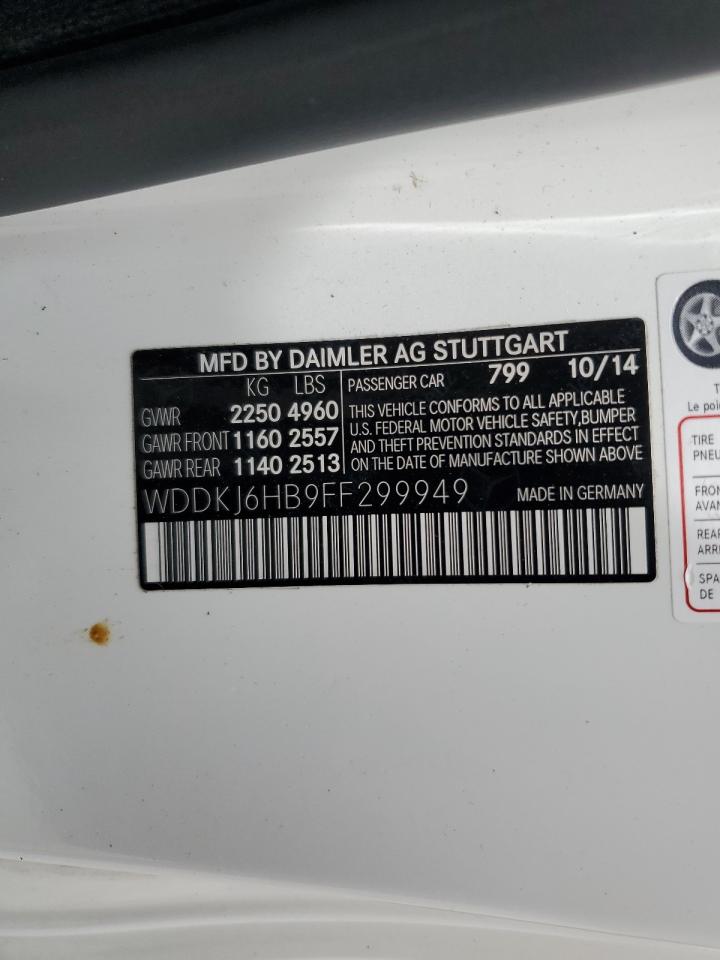 MFD BY DAIMLER AG STUTTGART
KG LBS
GVWR 2250 4960
GAWR FRONT 1160 2557
GAWR REAR 1140 2513
PASSENGER CAR 799 10/14
THIS VEHICLE CONFORMS TO ALL APPLICABLE
U.S. FEDERAL MOTOR VEHICLE SAFETY,BUMPER
AND THEFT PREVENTION STANDARDS IN EFFECT
ON THE DATE OF MANUFACTURE SHOWN ABOVE
WDDKJ6HB9FF299949 MADE IN GERMANY
T
Le poi
TIRE
PNEU
FRON
AVAN
REAR
ARRI
SPA
DE